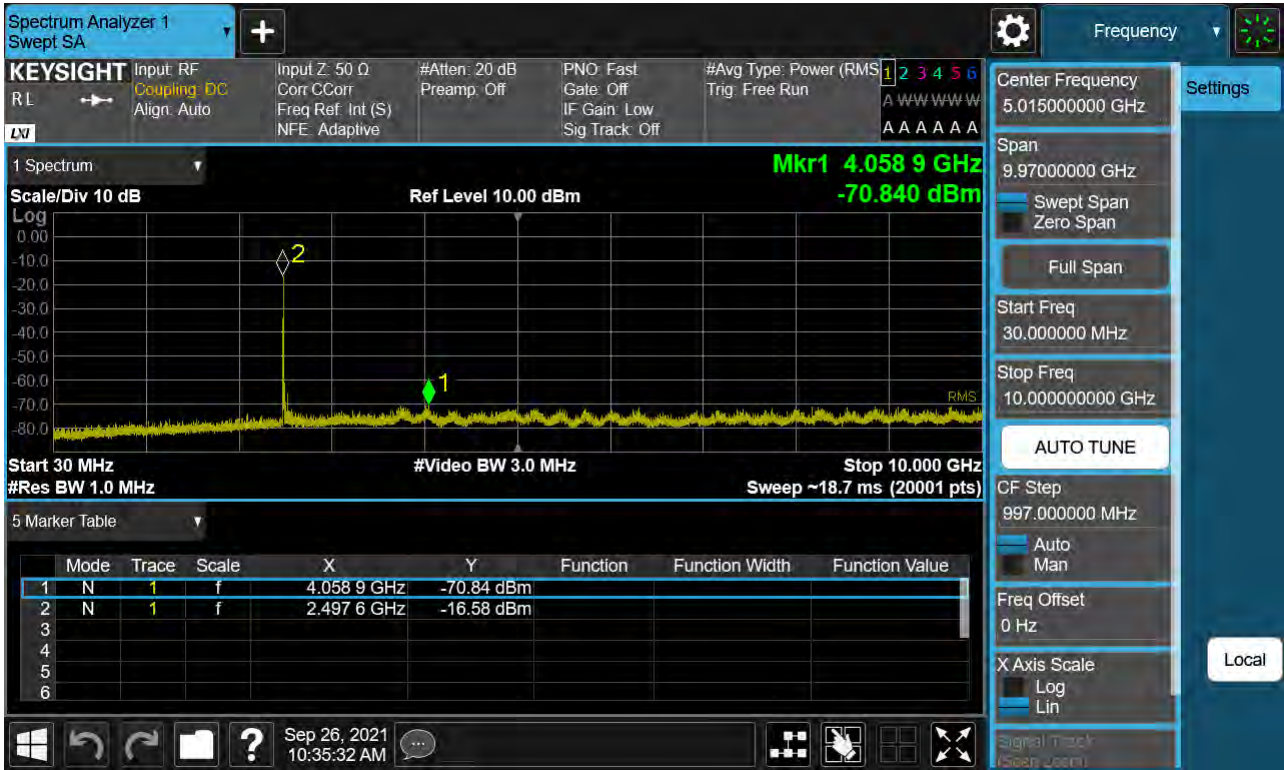 Spectrum Analyzer 1
Swept SA
Frequency
KEYSIGHT
RL
LXI
Input: RF
Coupling: DC
Align: Auto
Input Z: 50 Ω
Corr CCorr
Freq Ref: Int (S)
NFE: Adaptive
#Atten: 20 dB
Preamp: Off
PNO: Fast
Gate: Off
IF Gain: Low
Sig Track: Off
#Avg Type: Power (RMS
Trig: Free Run
1 2 3 4 5 6
A W W W W W
A A A A A A
1 Spectrum
Mkr1 4.058 9 GHz
Scale/Div 10 dB
Ref Level 10.00 dBm
-70.840 dBm
Log
0.00
-10.0
-20.0
-30.0
-40.0
-50.0
-60.0
-70.0
-80.0
2
1
RMS
Start 30 MHz
#Video BW 3.0 MHz
Stop 10.000 GHz
#Res BW 1.0 MHz
Sweep ~18.7 ms (20001 pts)
5 Marker Table
Mode Trace Scale X Y Function Function Width Function Value
1 N 1 f 4.058 9 GHz -70.84 dBm
2 N 1 f 2.497 6 GHz -16.58 dBm
3
4
5
6
Sep 26, 2021
10:35:32 AM
Center Frequency
5.015000000 GHz
Settings
Span
9.97000000 GHz
Swept Span
Zero Span
Full Span
Start Freq
30.000000 MHz
Stop Freq
10.000000000 GHz
AUTO TUNE
CF Step
997.000000 MHz
Auto
Man
Freq Offset
0 Hz
X Axis Scale
Log
Lin
Local
Signal Track
(Span Zoom)